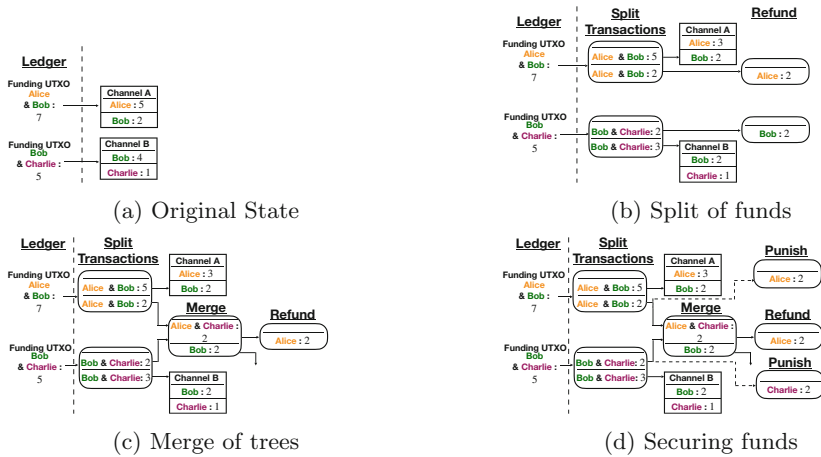 Ledger
Funding UTXO
Alice
& Bob :
7
Channel A
Alice : 5
Bob : 2
Funding UTXO
Bob
& Charlie :
5
Channel B
Bob : 4
Charlie : 1
(a) Original State
Ledger
Split
Transactions
Refund
Funding UTXO
Alice
& Bob :
7
Alice & Bob : 5
Alice & Bob : 2
Channel A
Alice : 3
Bob : 2
Alice : 2
Funding UTXO
Bob
& Charlie :
5
Bob & Charlie: 2
Bob & Charlie: 3
Bob : 2
Channel B
Bob : 2
Charlie : 1
(b) Split of funds
Ledger
Split
Transactions
Funding UTXO
Alice
& Bob :
7
Alice & Bob : 5
Alice & Bob : 2
Channel A
Alice : 3
Bob : 2
Merge
Alice & Charlie :
2
Bob : 2
Refund
Alice : 2
Funding UTXO
Bob
& Charlie :
5
Bob & Charlie: 2
Bob & Charlie: 3
Channel B
Bob : 2
Charlie : 1
(c) Merge of trees
Ledger
Split
Transactions
Funding UTXO
Alice
& Bob :
7
Alice & Bob : 5
Alice & Bob : 2
Channel A
Alice : 3
Bob : 2
Punish
Alice : 2
Merge
Alice & Charlie :
2
Bob : 2
Refund
Alice : 2
Funding UTXO
Bob
& Charlie :
5
Bob & Charlie: 2
Bob & Charlie: 3
Channel B
Bob : 2
Charlie : 1
Punish
Charlie : 2
(d) Securing funds